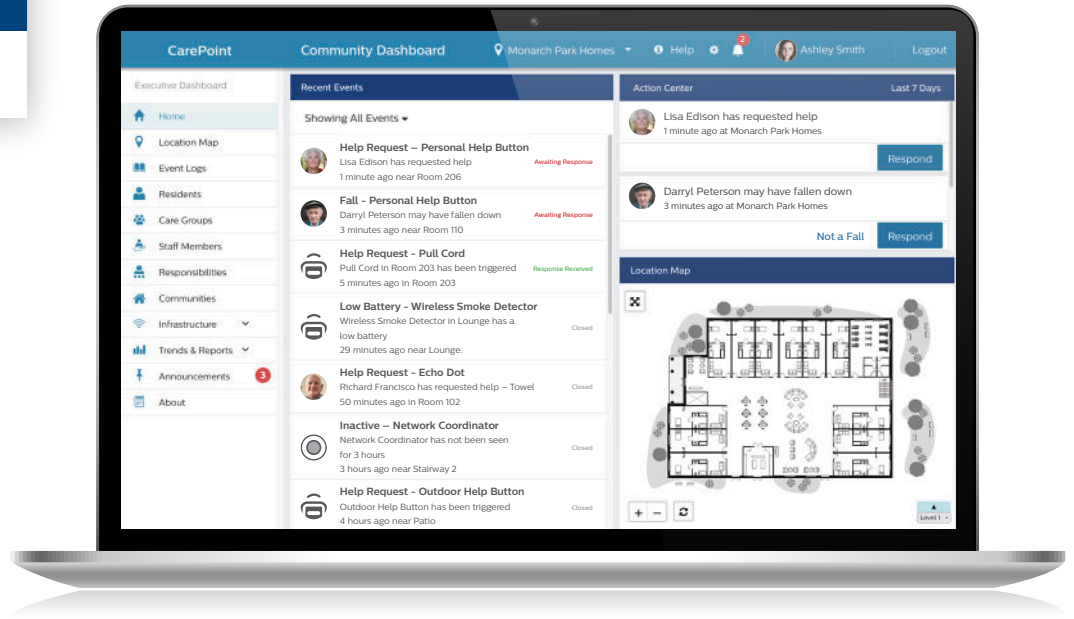 CarePoint
Community Dashboard
Monarch Park Homes
Help
2
Ashley Smith
Logout
Executive Dashboard
Home
Location Map
Event Logs
Residents
Care Groups
Staff Members
Responsibilities
Communities
Infrastructure
Trends & Reports
Announcements
3
About
Recent Events
Showing All Events
Help Request – Personal Help Button
Lisa Edison has requested help
Awaiting Response
1 minute ago near Room 206
Fall - Personal Help Button
Darryl Peterson may have fallen down
Awaiting Response
3 minutes ago near Room 110
Help Request - Pull Cord
Pull Cord in Room 203 has been triggered
Response Received
5 minutes ago in Room 203
Low Battery - Wireless Smoke Detector
Wireless Smoke Detector in Lounge has a
low battery
Closed
29 minutes ago near Lounge.
Help Request - Echo Dot
Richard Francisco has requested help – Towel
Closed
50 minutes ago in Room 102
Inactive – Network Coordinator
Network Coordinator has not been seen
for 3 hours
Closed
3 hours ago near Stairway 2
Help Request - Outdoor Help Button
Outdoor Help Button has been triggered
Closed
4 hours ago near Patio
Action Center
Last 7 Days
Lisa Edison has requested help
1 minute ago at Monarch Park Homes
Respond
Darryl Peterson may have fallen down
3 minutes ago at Monarch Park Homes
Not a Fall
Respond
Location Map
+
−
Level 1